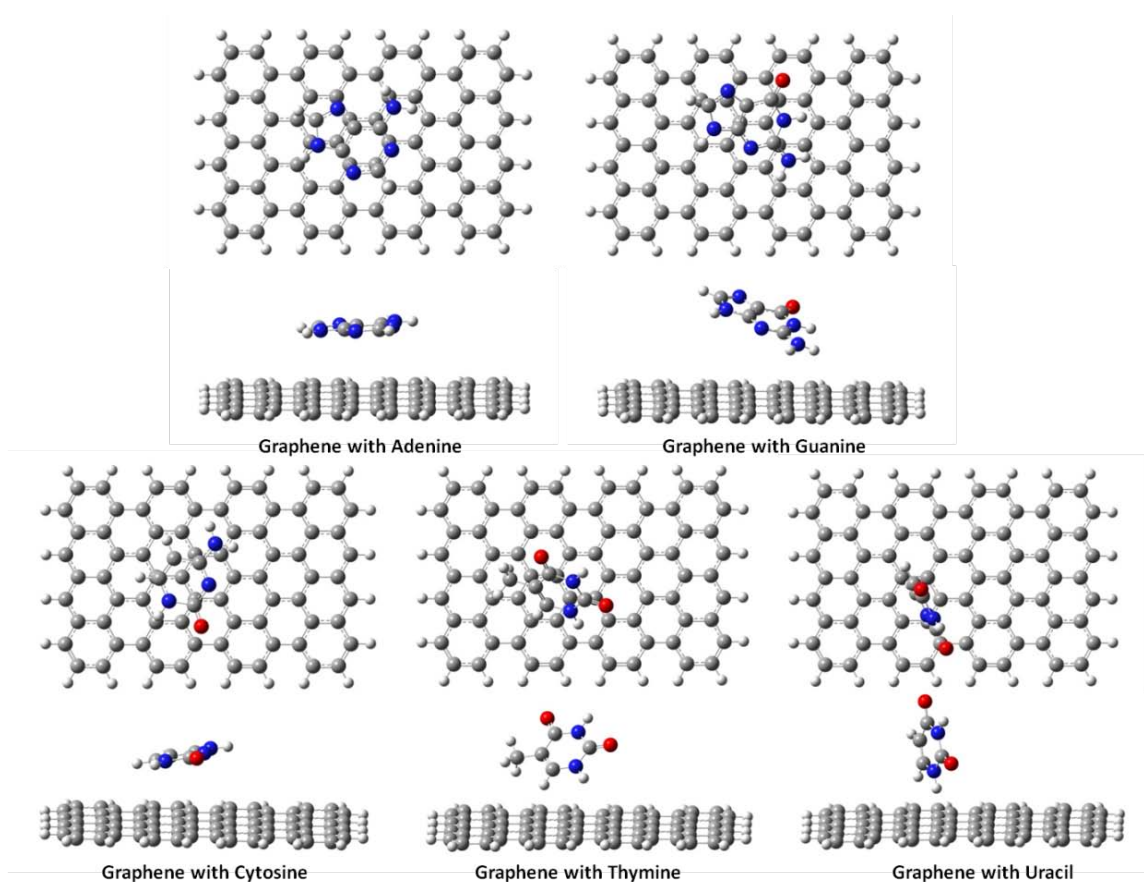 Graphene with Adenine
Graphene with Guanine
Graphene with Cytosine
Graphene with Thymine
Graphene with Uracil